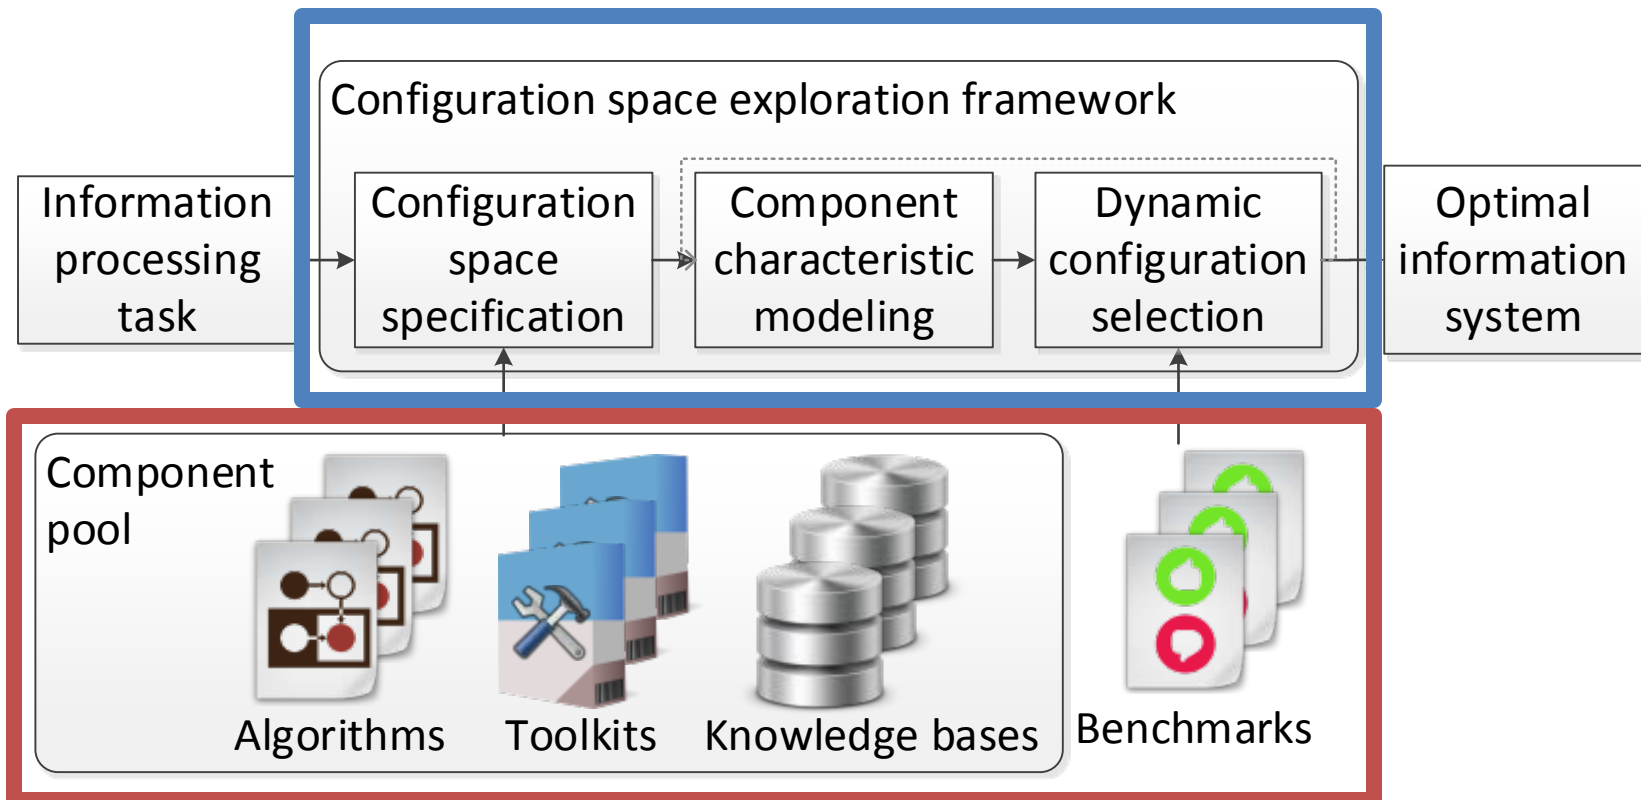 Configuration space exploration framework
Information
processing
task
Configuration
space
specification
Component
characteristic
modeling
Dynamic
configuration
selection
Optimal
information
system
Component
pool
Algorithms
Toolkits
Knowledge bases
Benchmarks